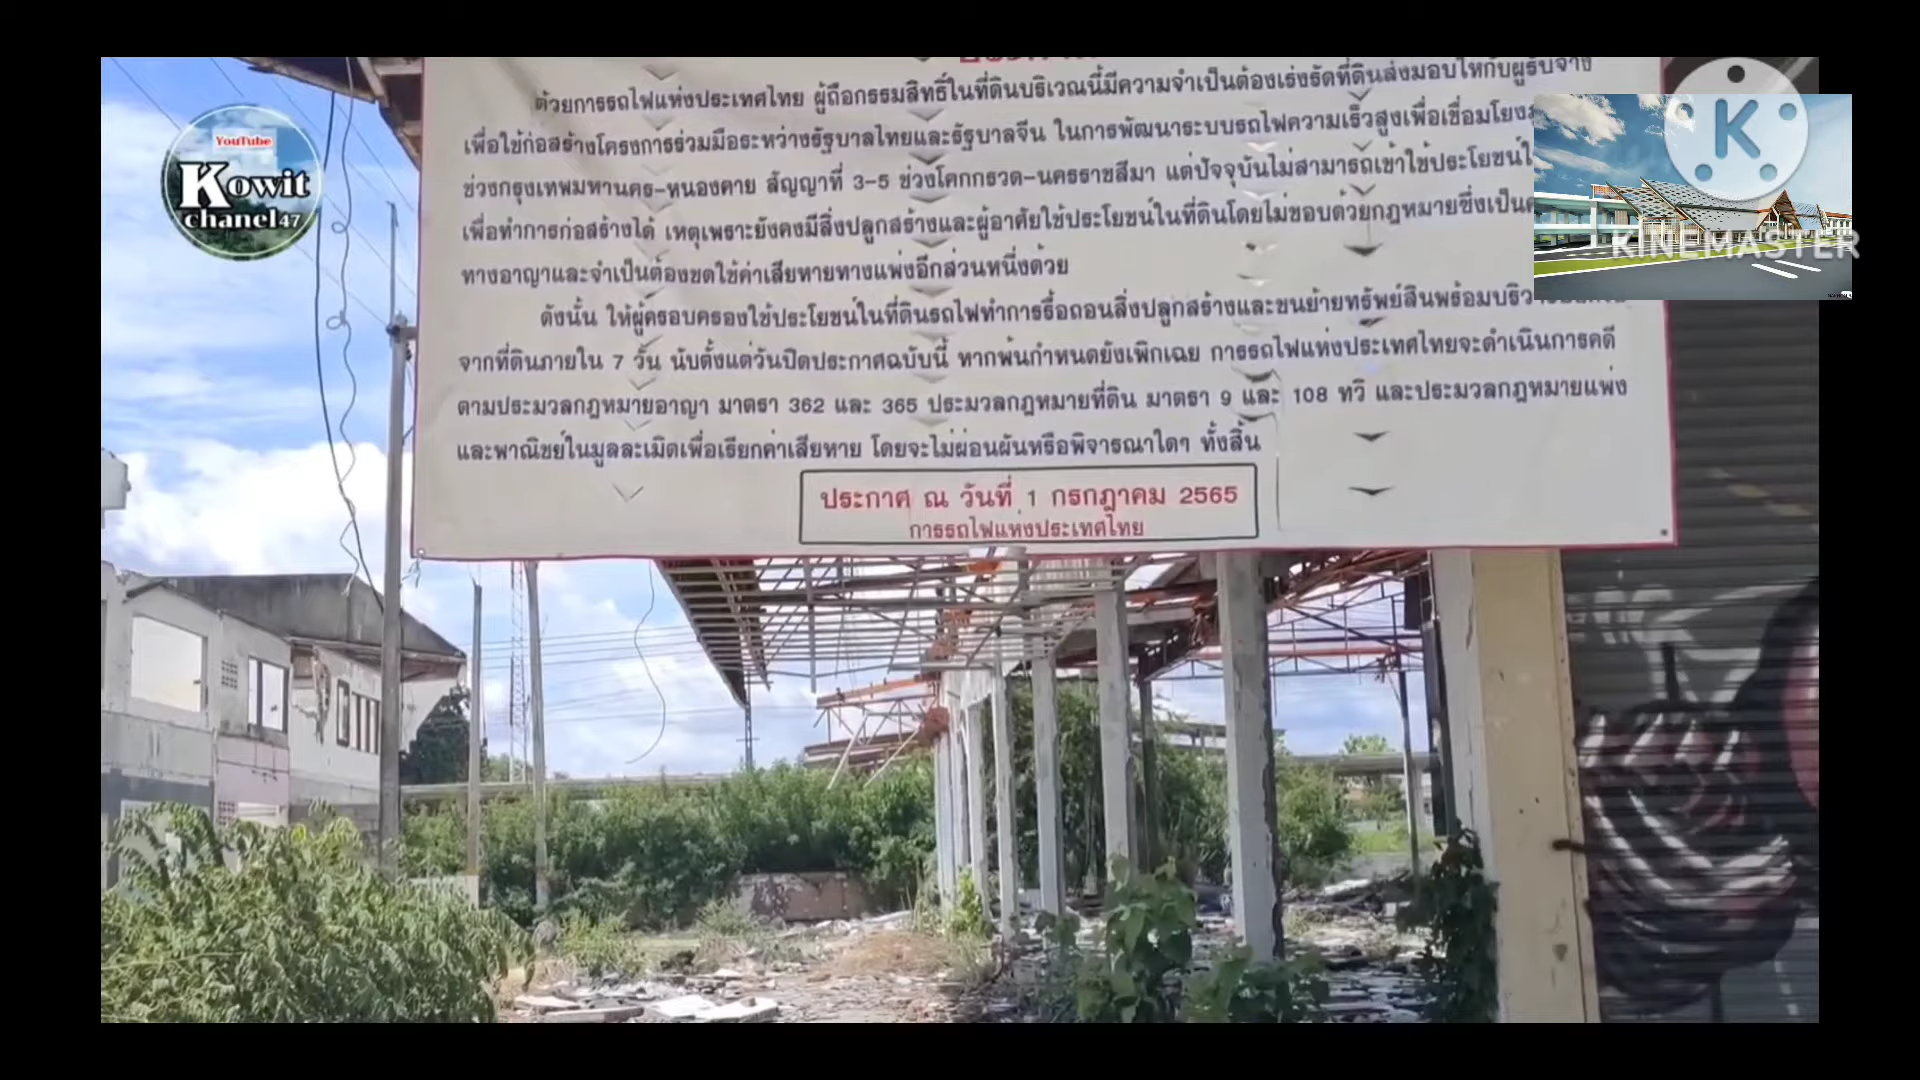 YouTube
Kowit
chanel47
K
KINEMASTER
ด้วยการรถไฟแห่งประเทศไทย ผู้ถือกรรมสิทธิ์ในที่ดินบริเวณนี้มีความจำเป็นต้องเร่งรัดที่ดินส่งมอบให้กับผู้รับจ้าง
เพื่อใช้ก่อสร้างโครงการร่วมมือระหว่างรัฐบาลไทยและรัฐบาลจีน ในการพัฒนาระบบรถไฟความเร็วสูงเพื่อเชื่อมโยง
ช่วงกรุงเทพมหานคร-หนองคาย สัญญาที่ 3-5 ช่วงโคกกรวด-นครราชสีมา แต่ปัจจุบันไม่สามารถเข้าใช้ประโยชน์
เพื่อทำการก่อสร้างได้ เหตุเพราะยังคงมีสิ่งปลูกสร้างและผู้อาศัยใช้ประโยชน์ในที่ดินโดยไม่ชอบด้วยกฎหมายซึ่งเป็น
ทางอาญาและจำเป็นต้องชดใช้ค่าเสียหายทางแพ่งอีกส่วนหนึ่งด้วย
ดังนั้น ให้ผู้ครอบครองใช้ประโยชน์ในที่ดินรถไฟทำการรื้อถอนสิ่งปลูกสร้างและขนย้ายทรัพย์สินพร้อม
จากที่ดินภายใน 7 วัน นับตั้งแต่วันปิดประกาศฉบับนี้ หากพ้นกำหนดยังเพิกเฉย การรถไฟแห่งประเทศไทยจะดำเนินการคดี
ตามประมวลกฎหมายอาญา มาตรา 362 และ 365 ประมวลกฎหมายที่ดิน มาตรา 9 และ 108 ทวิ และประมวลกฎหมายแพ่ง
และพาณิชย์ในมูลละเมิดเพื่อเรียกค่าเสียหาย โดยจะไม่ผ่อนผันหรือพิจารณาใดๆ ทั้งสิ้น
ประกาศ ณ วันที่ 1 กรกฎาคม 2565
การรถไฟแห่งประเทศไทย